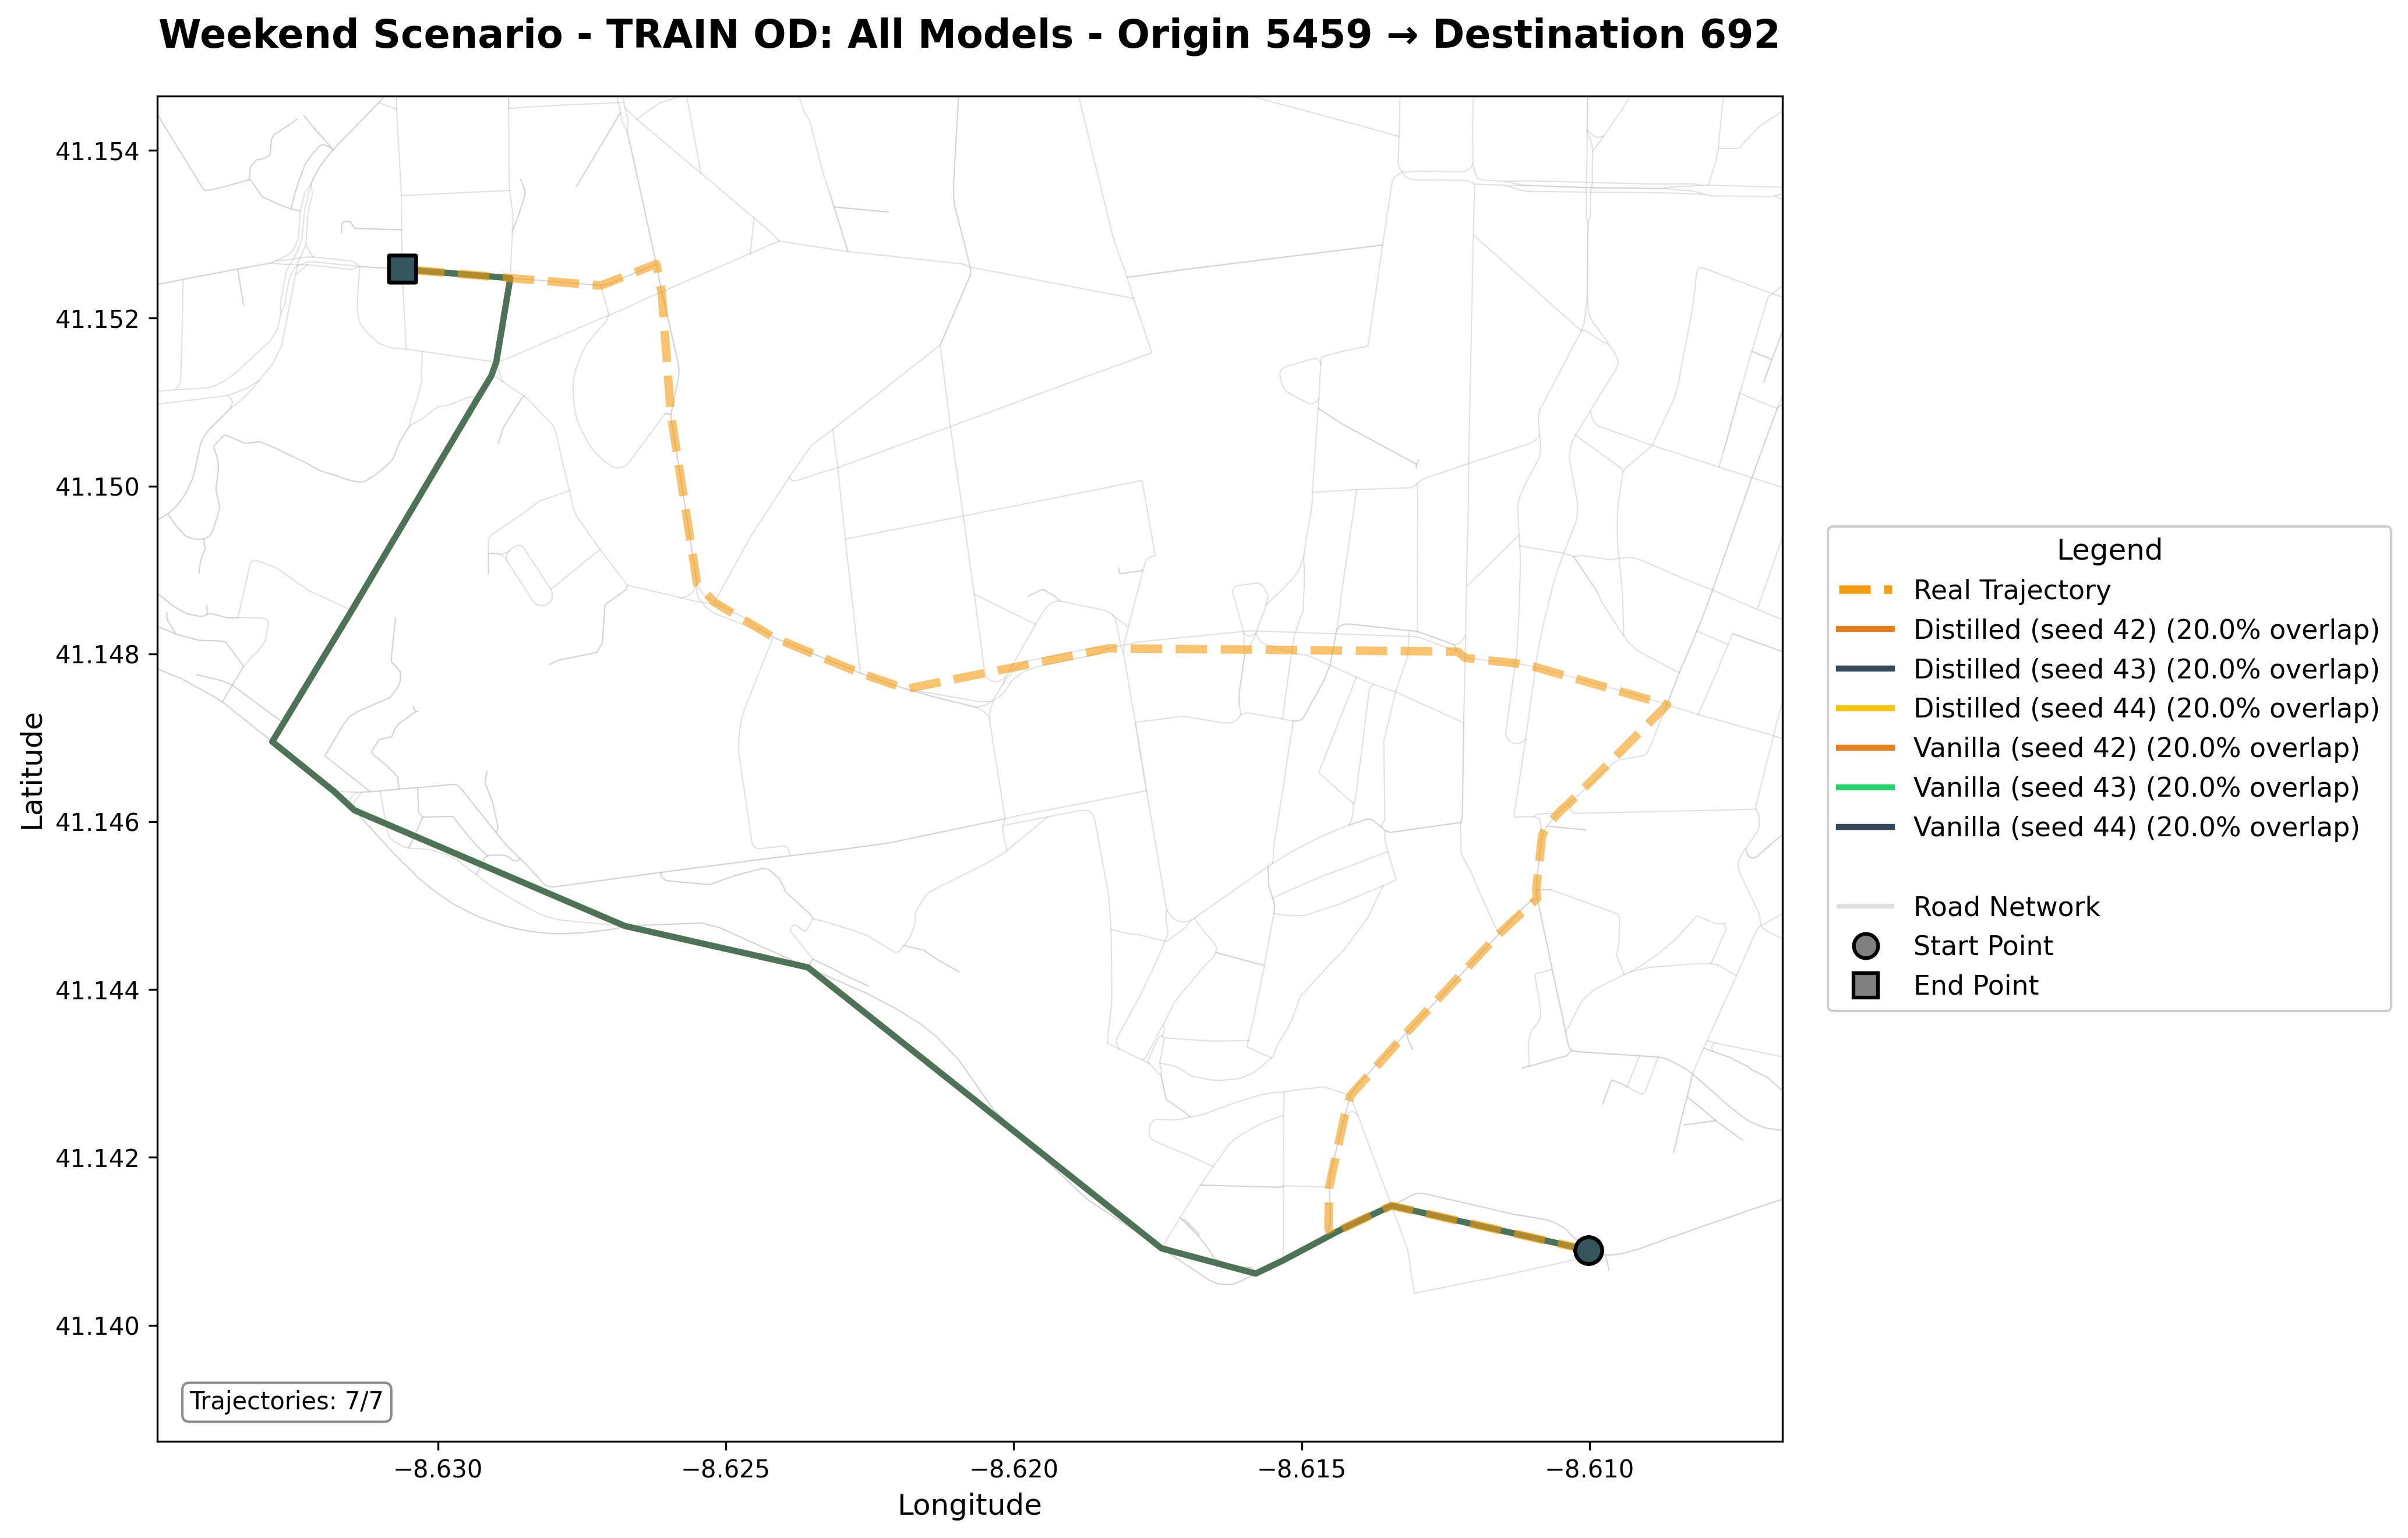 Weekend Scenario - TRAIN OD: All Models - Origin 5459 → Destination 692
41.154
41.152
41.150
41.148
41.146
41.144
41.142
41.140
Latitude
−8.630
−8.625
−8.620
−8.615
−8.610
Longitude
Trajectories: 7/7
Legend
Real Trajectory
Distilled (seed 42) (20.0% overlap)
Distilled (seed 43) (20.0% overlap)
Distilled (seed 44) (20.0% overlap)
Vanilla (seed 42) (20.0% overlap)
Vanilla (seed 43) (20.0% overlap)
Vanilla (seed 44) (20.0% overlap)
Road Network
Start Point
End Point